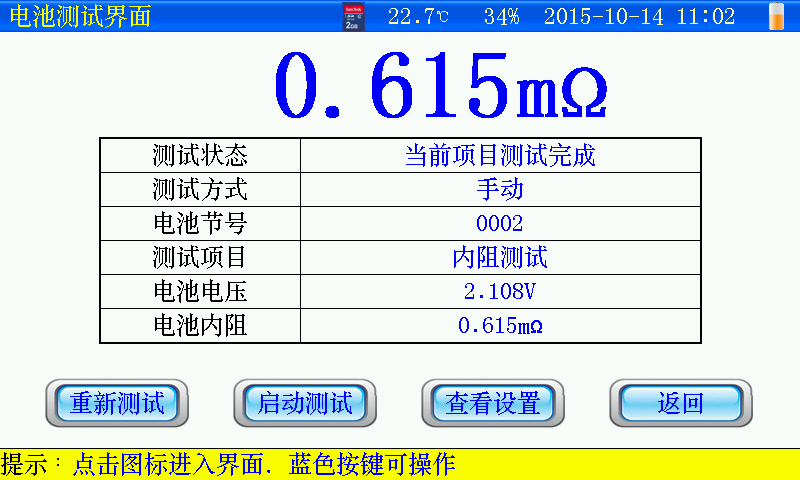 电池测试界面 SanDisk 2GB 22.7℃ 34% 2015-10-14 11:02
0.615mΩ
测试状态 当前项目测试完成
测试方式 手动
电池节号 0002
测试项目 内阻测试
电池电压 2.108V
电池内阻 0.615mΩ
重新测试 启动测试 查看设置 返回
提示：点击图标进入界面．蓝色按键可操作